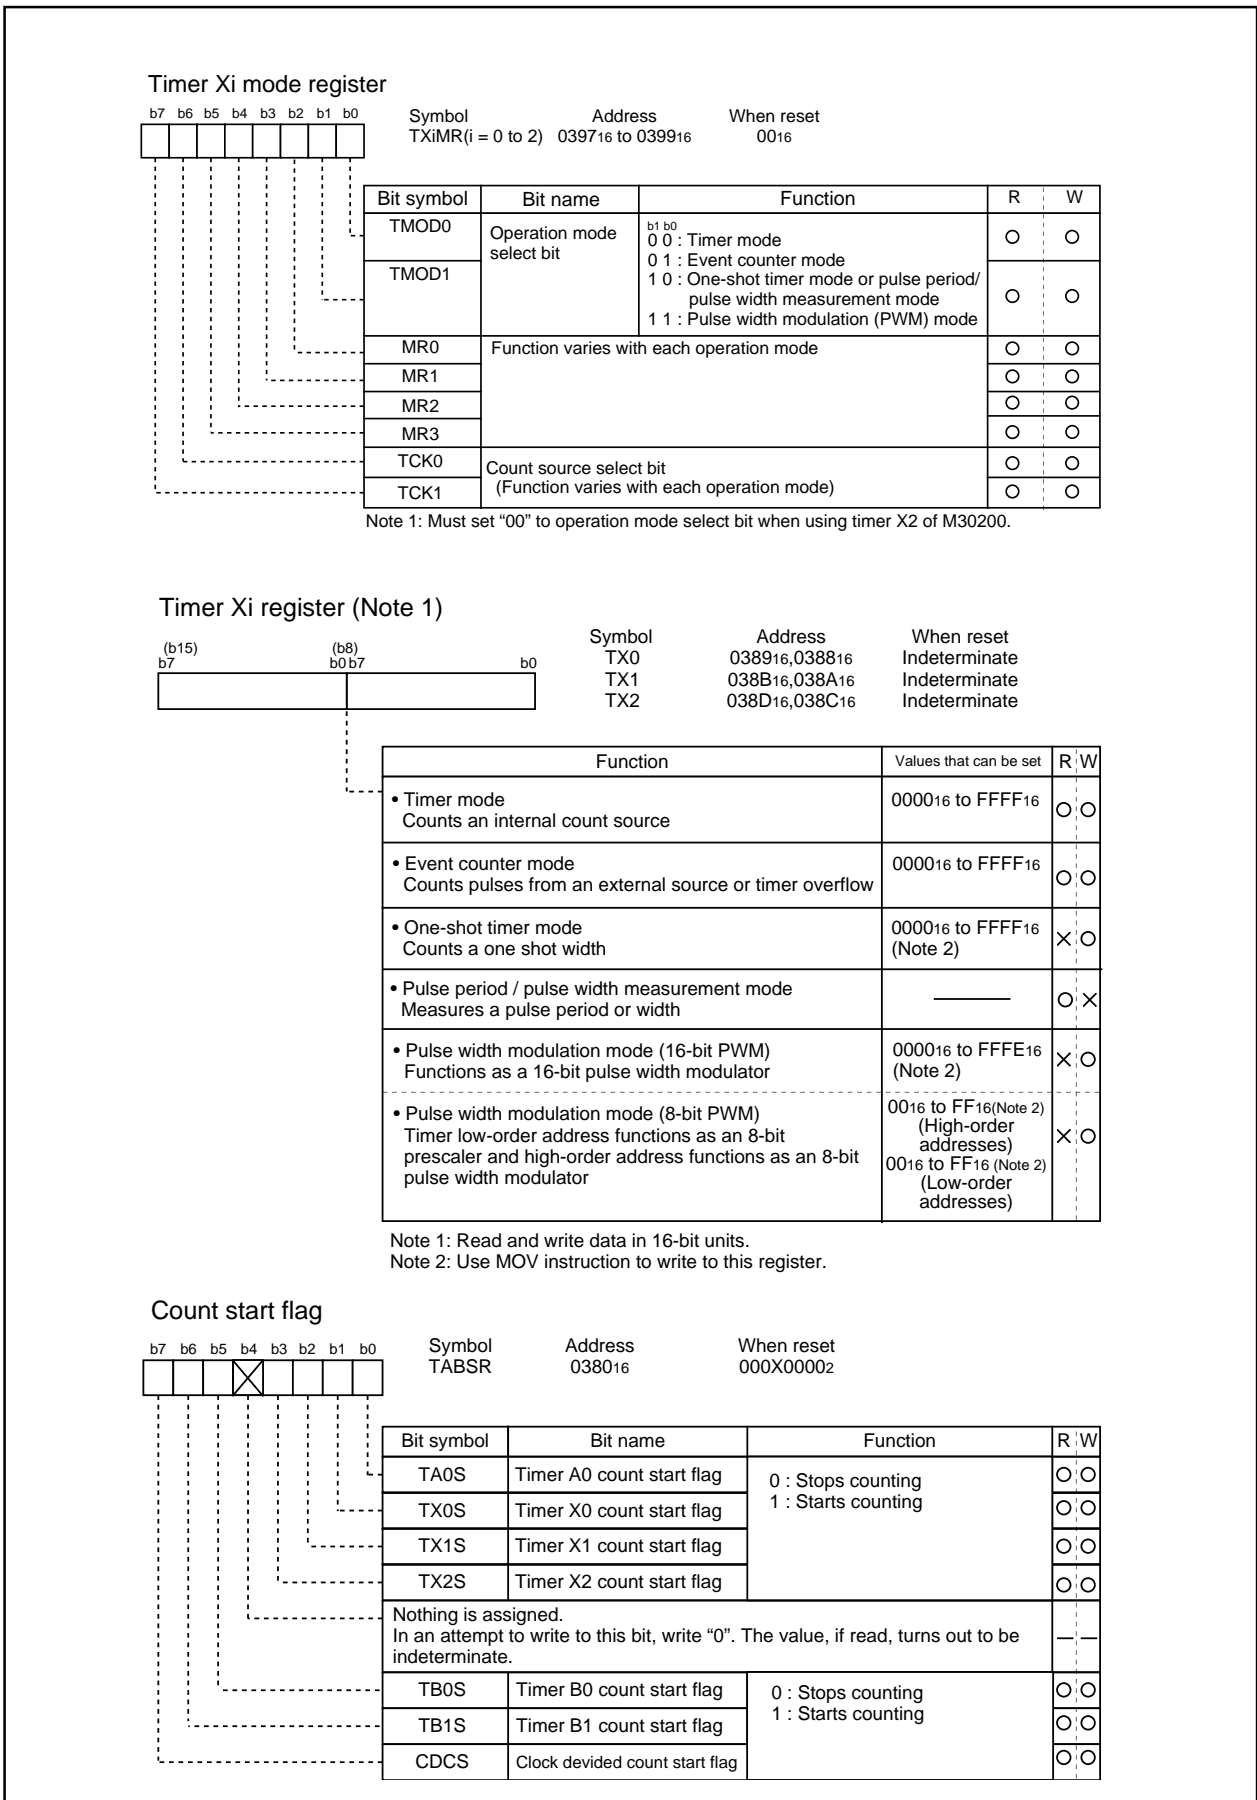 Timer Xi mode register
b7 b6 b5 b4 b3 b2 b1 b0
Symbol Address When reset
TXiMR(i = 0 to 2) 039716 to 039916 0016
Bit symbol Bit name Function R W
TMOD0 Operation mode select bit
b1 b0
0 0 : Timer mode
0 1 : Event counter mode
TMOD1
1 0 : One-shot timer mode or pulse period/
pulse width measurement mode
1 1 : Pulse width modulation (PWM) mode
MR0 Function varies with each operation mode
MR1
MR2
MR3
TCK0 Count source select bit
(Function varies with each operation mode)
TCK1
Note 1: Must set “00” to operation mode select bit when using timer X2 of M30200.
Timer Xi register (Note 1)
(b15) (b8)
b7 b0 b7 b0
Symbol Address When reset
TX0 038916,038816 Indeterminate
TX1 038B16,038A16 Indeterminate
TX2 038D16,038C16 Indeterminate
Function Values that can be set R W
• Timer mode 000016 to FFFF16
Counts an internal count source
• Event counter mode 000016 to FFFF16
Counts pulses from an external source or timer overflow
• One-shot timer mode 000016 to FFFF16
Counts a one shot width (Note 2)
• Pulse period / pulse width measurement mode
Measures a pulse period or width
• Pulse width modulation mode (16-bit PWM) 000016 to FFFE16
Functions as a 16-bit pulse width modulator (Note 2)
• Pulse width modulation mode (8-bit PWM)
Timer low-order address functions as an 8-bit
prescaler and high-order address functions as an 8-bit
pulse width modulator
0016 to FF16(Note 2)
(High-order
addresses)
0016 to FF16 (Note 2)
(Low-order
addresses)
Note 1: Read and write data in 16-bit units.
Note 2: Use MOV instruction to write to this register.
Count start flag
b7 b6 b5 b4 b3 b2 b1 b0
Symbol Address When reset
TABSR 038016 000X00002
Bit symbol Bit name Function R W
TA0S Timer A0 count start flag 0 : Stops counting
1 : Starts counting
TX0S Timer X0 count start flag
TX1S Timer X1 count start flag
TX2S Timer X2 count start flag
Nothing is assigned.
In an attempt to write to this bit, write “0”. The value, if read, turns out to be
indeterminate.
TB0S Timer B0 count start flag 0 : Stops counting
1 : Starts counting
TB1S Timer B1 count start flag
CDCS Clock devided count start flag